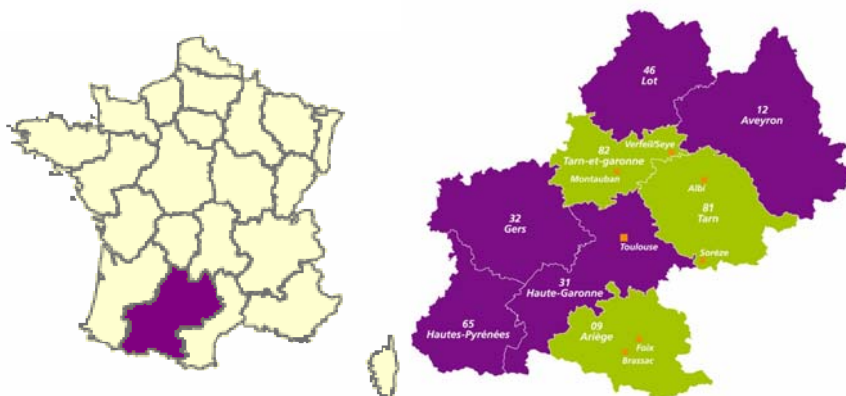 46
Lot
12
Aveyron
Verfeil/Seye
82
Tarn-et-garonne
Montauban
Albi
81
Tarn
32
Gers
Toulouse
Sorèze
31
Haute-Garonne
65
Hautes-Pyrénées
09
Ariège
Foix
Brassac